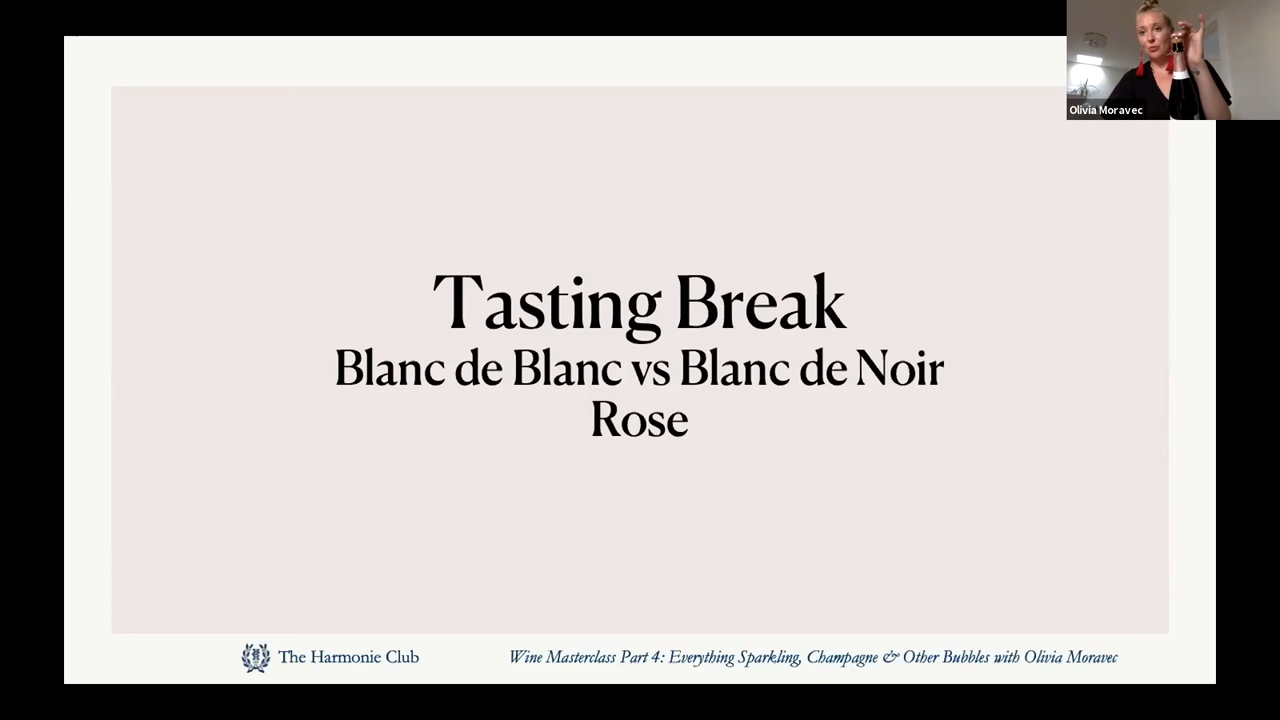 Olivia Moravec
Tasting Break
Blanc de Blanc vs Blanc de Noir
Rose
The Harmonie Club
Wine Masterclass Part 4: Everything Sparkling, Champagne & Other Bubbles with Olivia Moravec